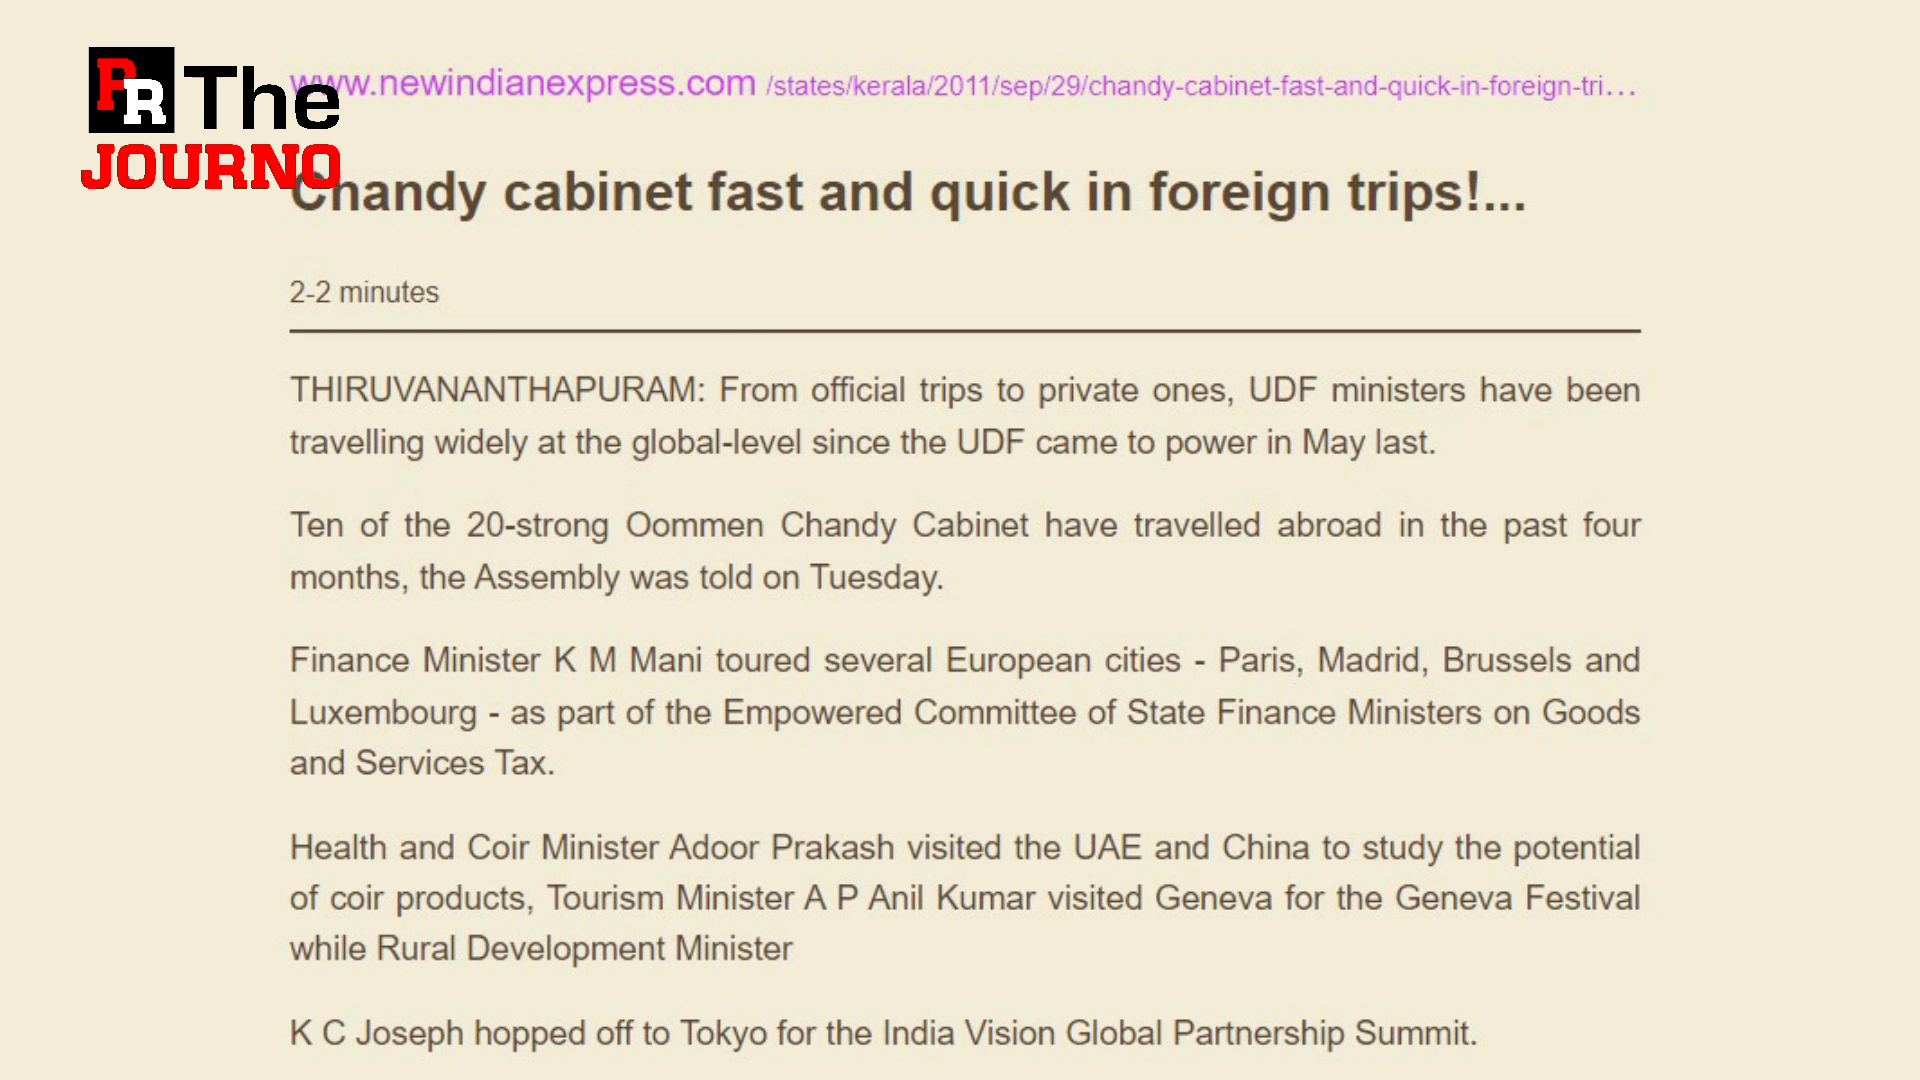 PR The
JOURNO
www.newindianexpress.com /states/kerala/2011/sep/29/chandy-cabinet-fast-and-quick-in-foreign-tri...
Chandy cabinet fast and quick in foreign trips!...
2-2 minutes
THIRUVANANTHAPURAM: From official trips to private ones, UDF ministers have been
travelling widely at the global-level since the UDF came to power in May last.
Ten of the 20-strong Oommen Chandy Cabinet have travelled abroad in the past four
months, the Assembly was told on Tuesday.
Finance Minister K M Mani toured several European cities - Paris, Madrid, Brussels and
Luxembourg - as part of the Empowered Committee of State Finance Ministers on Goods
and Services Tax.
Health and Coir Minister Adoor Prakash visited the UAE and China to study the potential
of coir products, Tourism Minister A P Anil Kumar visited Geneva for the Geneva Festival
while Rural Development Minister
K C Joseph hopped off to Tokyo for the India Vision Global Partnership Summit.